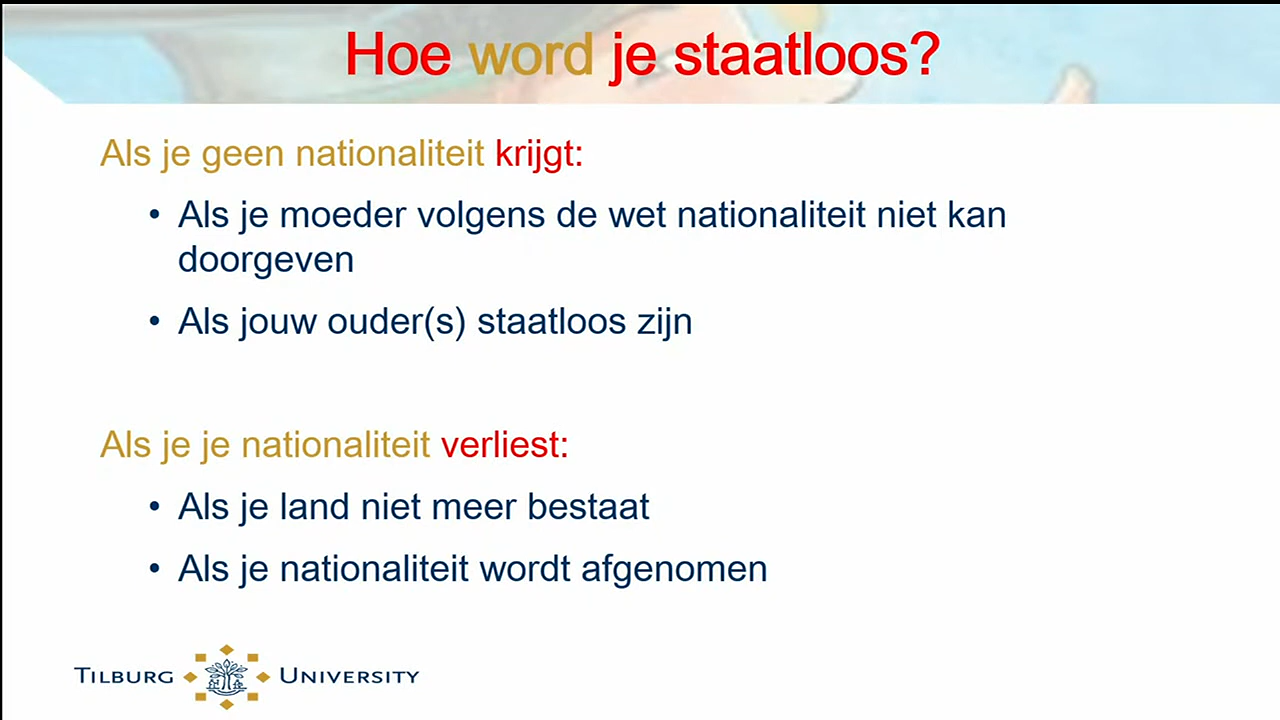 Hoe word je staatloos?
Als je geen nationaliteit krijgt:
• Als je moeder volgens de wet nationaliteit niet kan
doorgeven
• Als jouw ouder(s) staatloos zijn
Als je je nationaliteit verliest:
• Als je land niet meer bestaat
• Als je nationaliteit wordt afgenomen
TILBURG UNIVERSITY